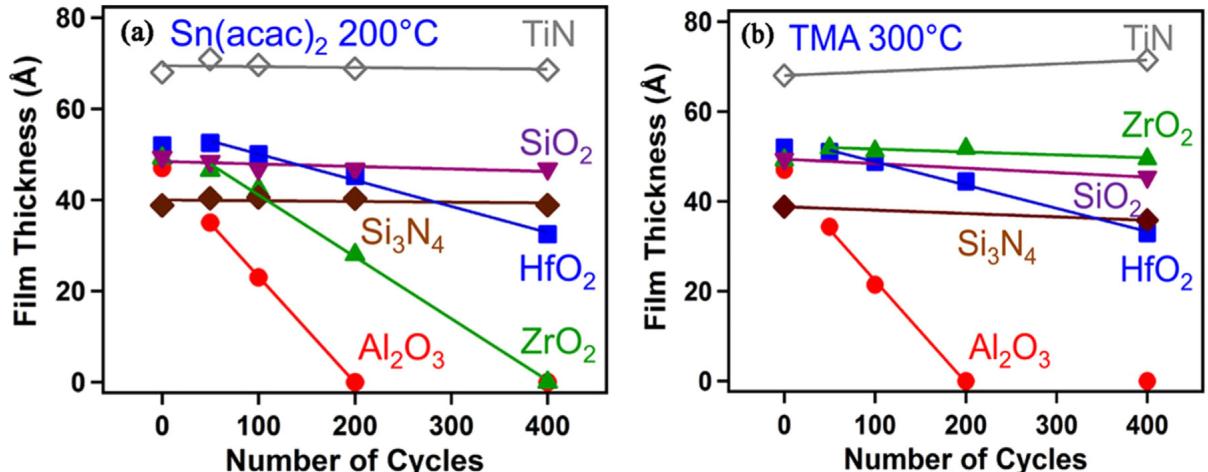 (a) Sn(acac)₂ 200°C TiN
80
60
40
20
0
SiO₂
Si₃N₄
HfO₂
ZrO₂
Al₂O₃
0 100 200 300 400
Number of Cycles
Film Thickness (Å)
(b) TMA 300°C TiN
80
60
40
20
0
ZrO₂
SiO₂
Si₃N₄
HfO₂
Al₂O₃
0 100 200 300 400
Number of Cycles
Film Thickness (Å)